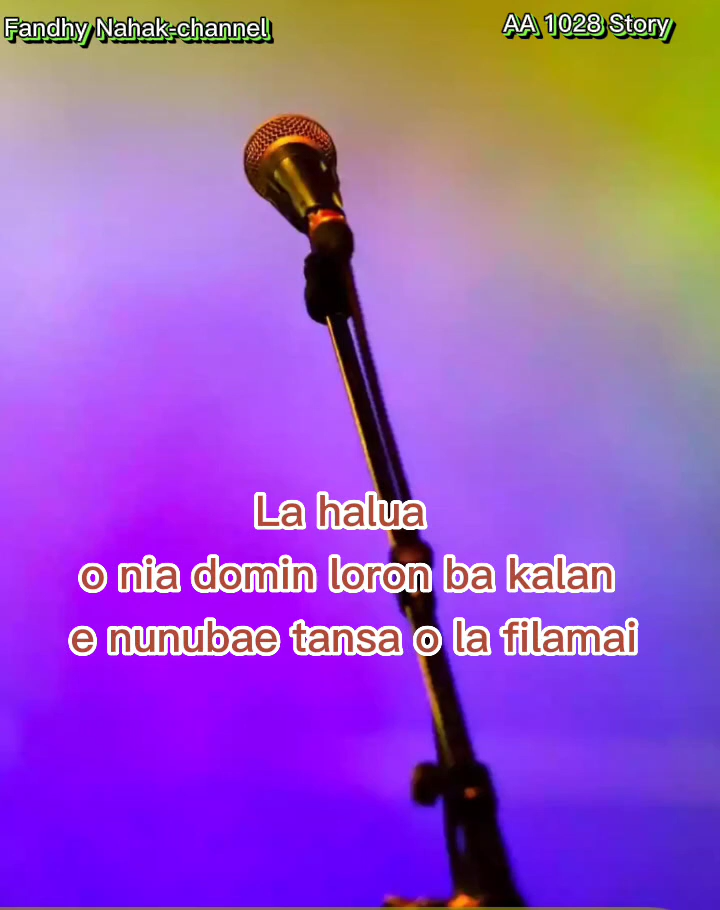 Fandhy Nahak-channel
AA 1028 Story
La halua
o nia domin loron ba kalan
e nunubae tansa o la filamai